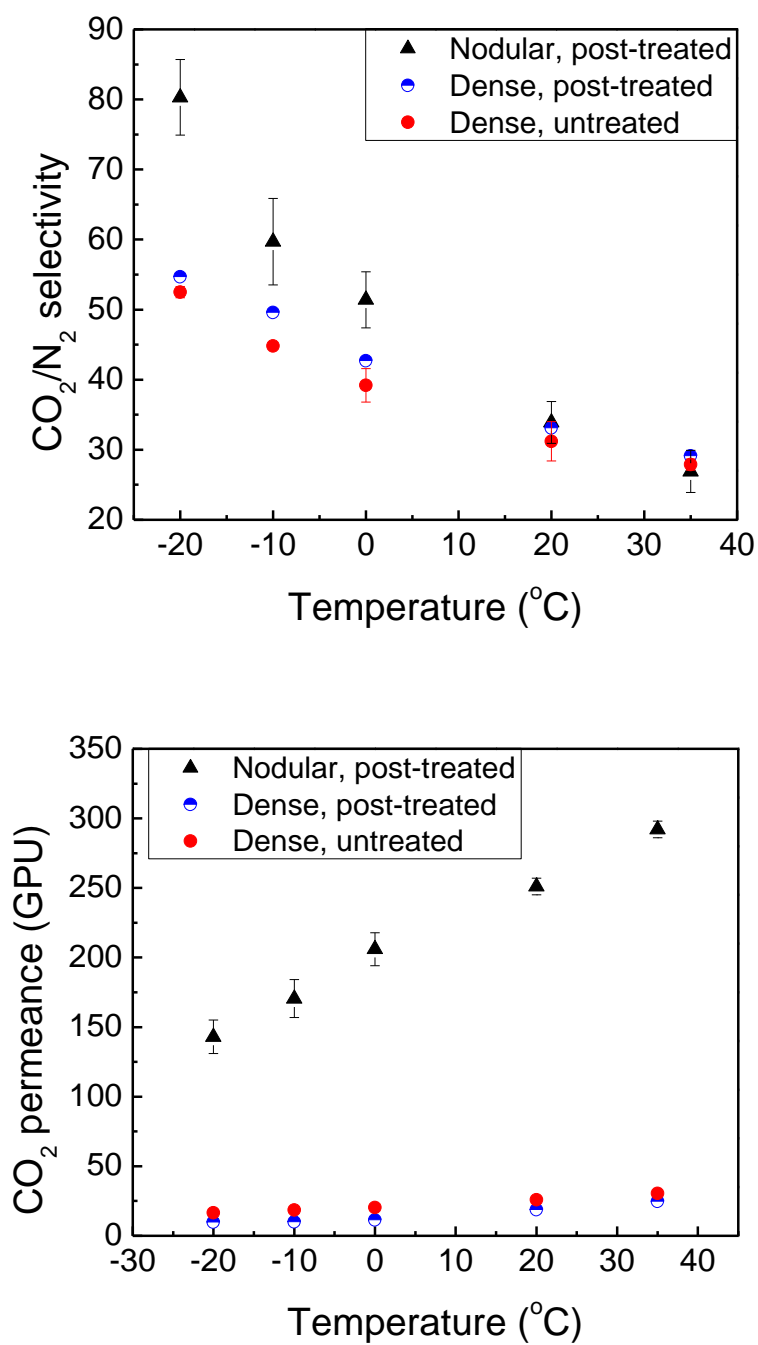 90
80
70
60
50
40
30
20
CO2/N2 selectivity
Nodular, post-treated
Dense, post-treated
Dense, untreated
-20 -10 0 10 20 30 40
Temperature (oC)
350
300
250
200
150
100
50
0
CO2 permeance (GPU)
Nodular, post-treated
Dense, post-treated
Dense, untreated
-30 -20 -10 0 10 20 30 40
Temperature (oC)